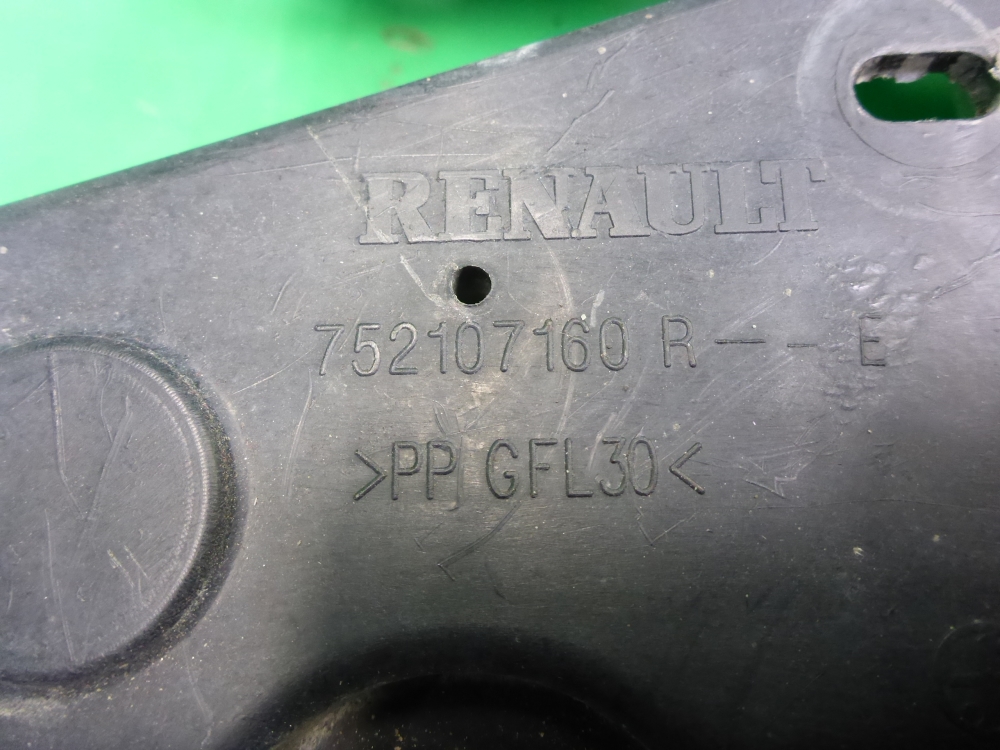 RENAULT
752107160 R--- E
>PP GFL30<